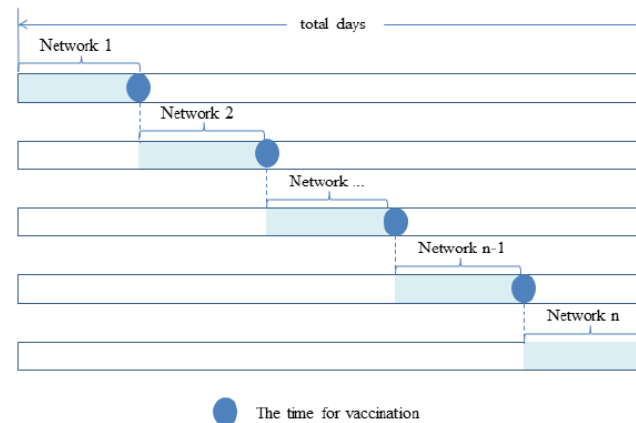 total days
Network 1
Network 2
Network ...
Network n-1
Network n
The time for vaccination